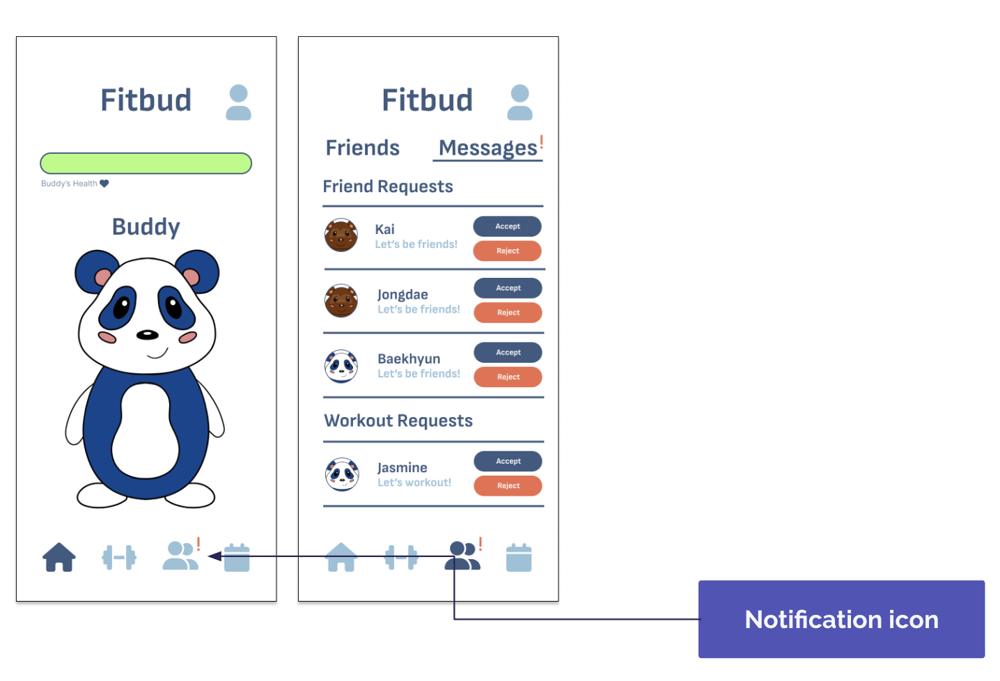 Fitbud
Buddy's Health
Buddy
Fitbud
Friends
Messages!
Friend Requests
Kai
Let's be friends!
Accept
Reject
Jongdae
Let's be friends!
Accept
Reject
Baekhyun
Let's be friends!
Accept
Reject
Workout Requests
Jasmine
Let's workout!
Accept
Reject
!
!
Notification icon